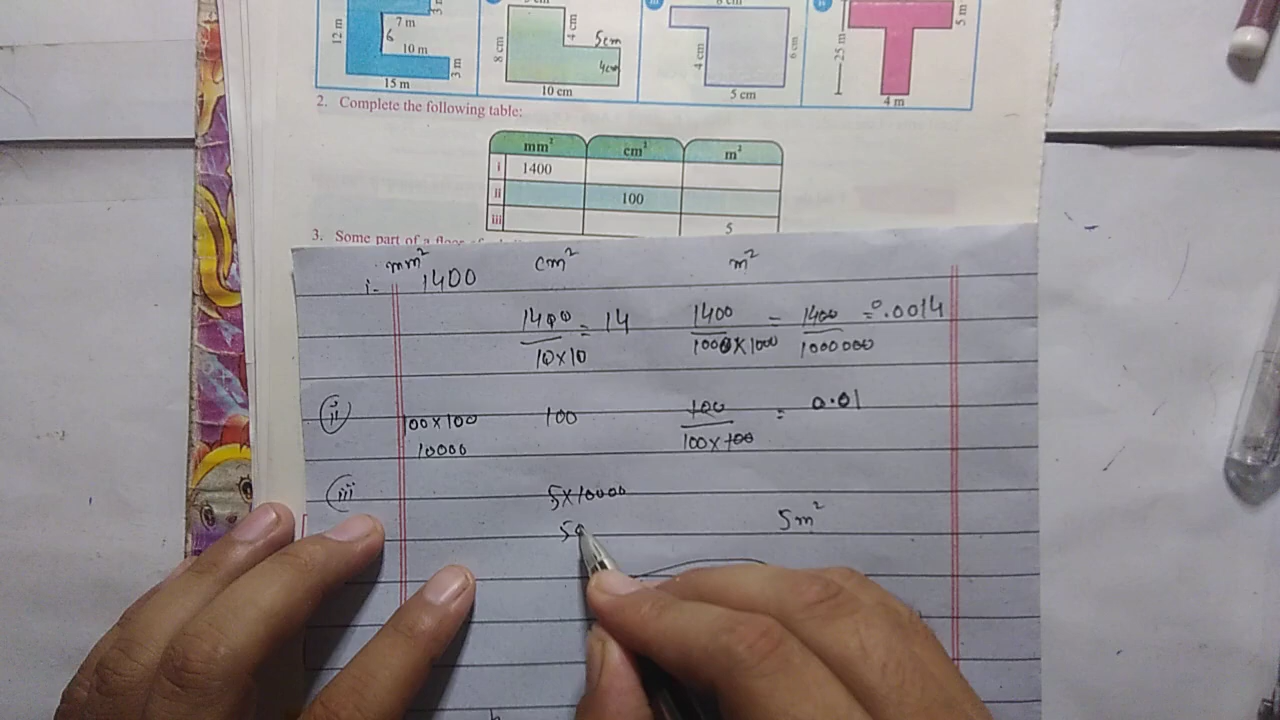 12 m
7 m
6
10 m
3 m
15 m
8 cm
4 cm
5cm
4cm
10 cm
4 cm
6 cm
5 cm
25 m
5 m
4 m
2. Complete the following table:
mm² cm² m²
i 1400
ii 100
iii 5
3. Some part of a floor
mm² cm² m²
i- 1400
1400/10×10 = 14 1400/1000×1000 = 1400/1000000 = 0.0014
ii 100×100 100 100/100×100 = 0.01
10000
iii 5×10000
5m²